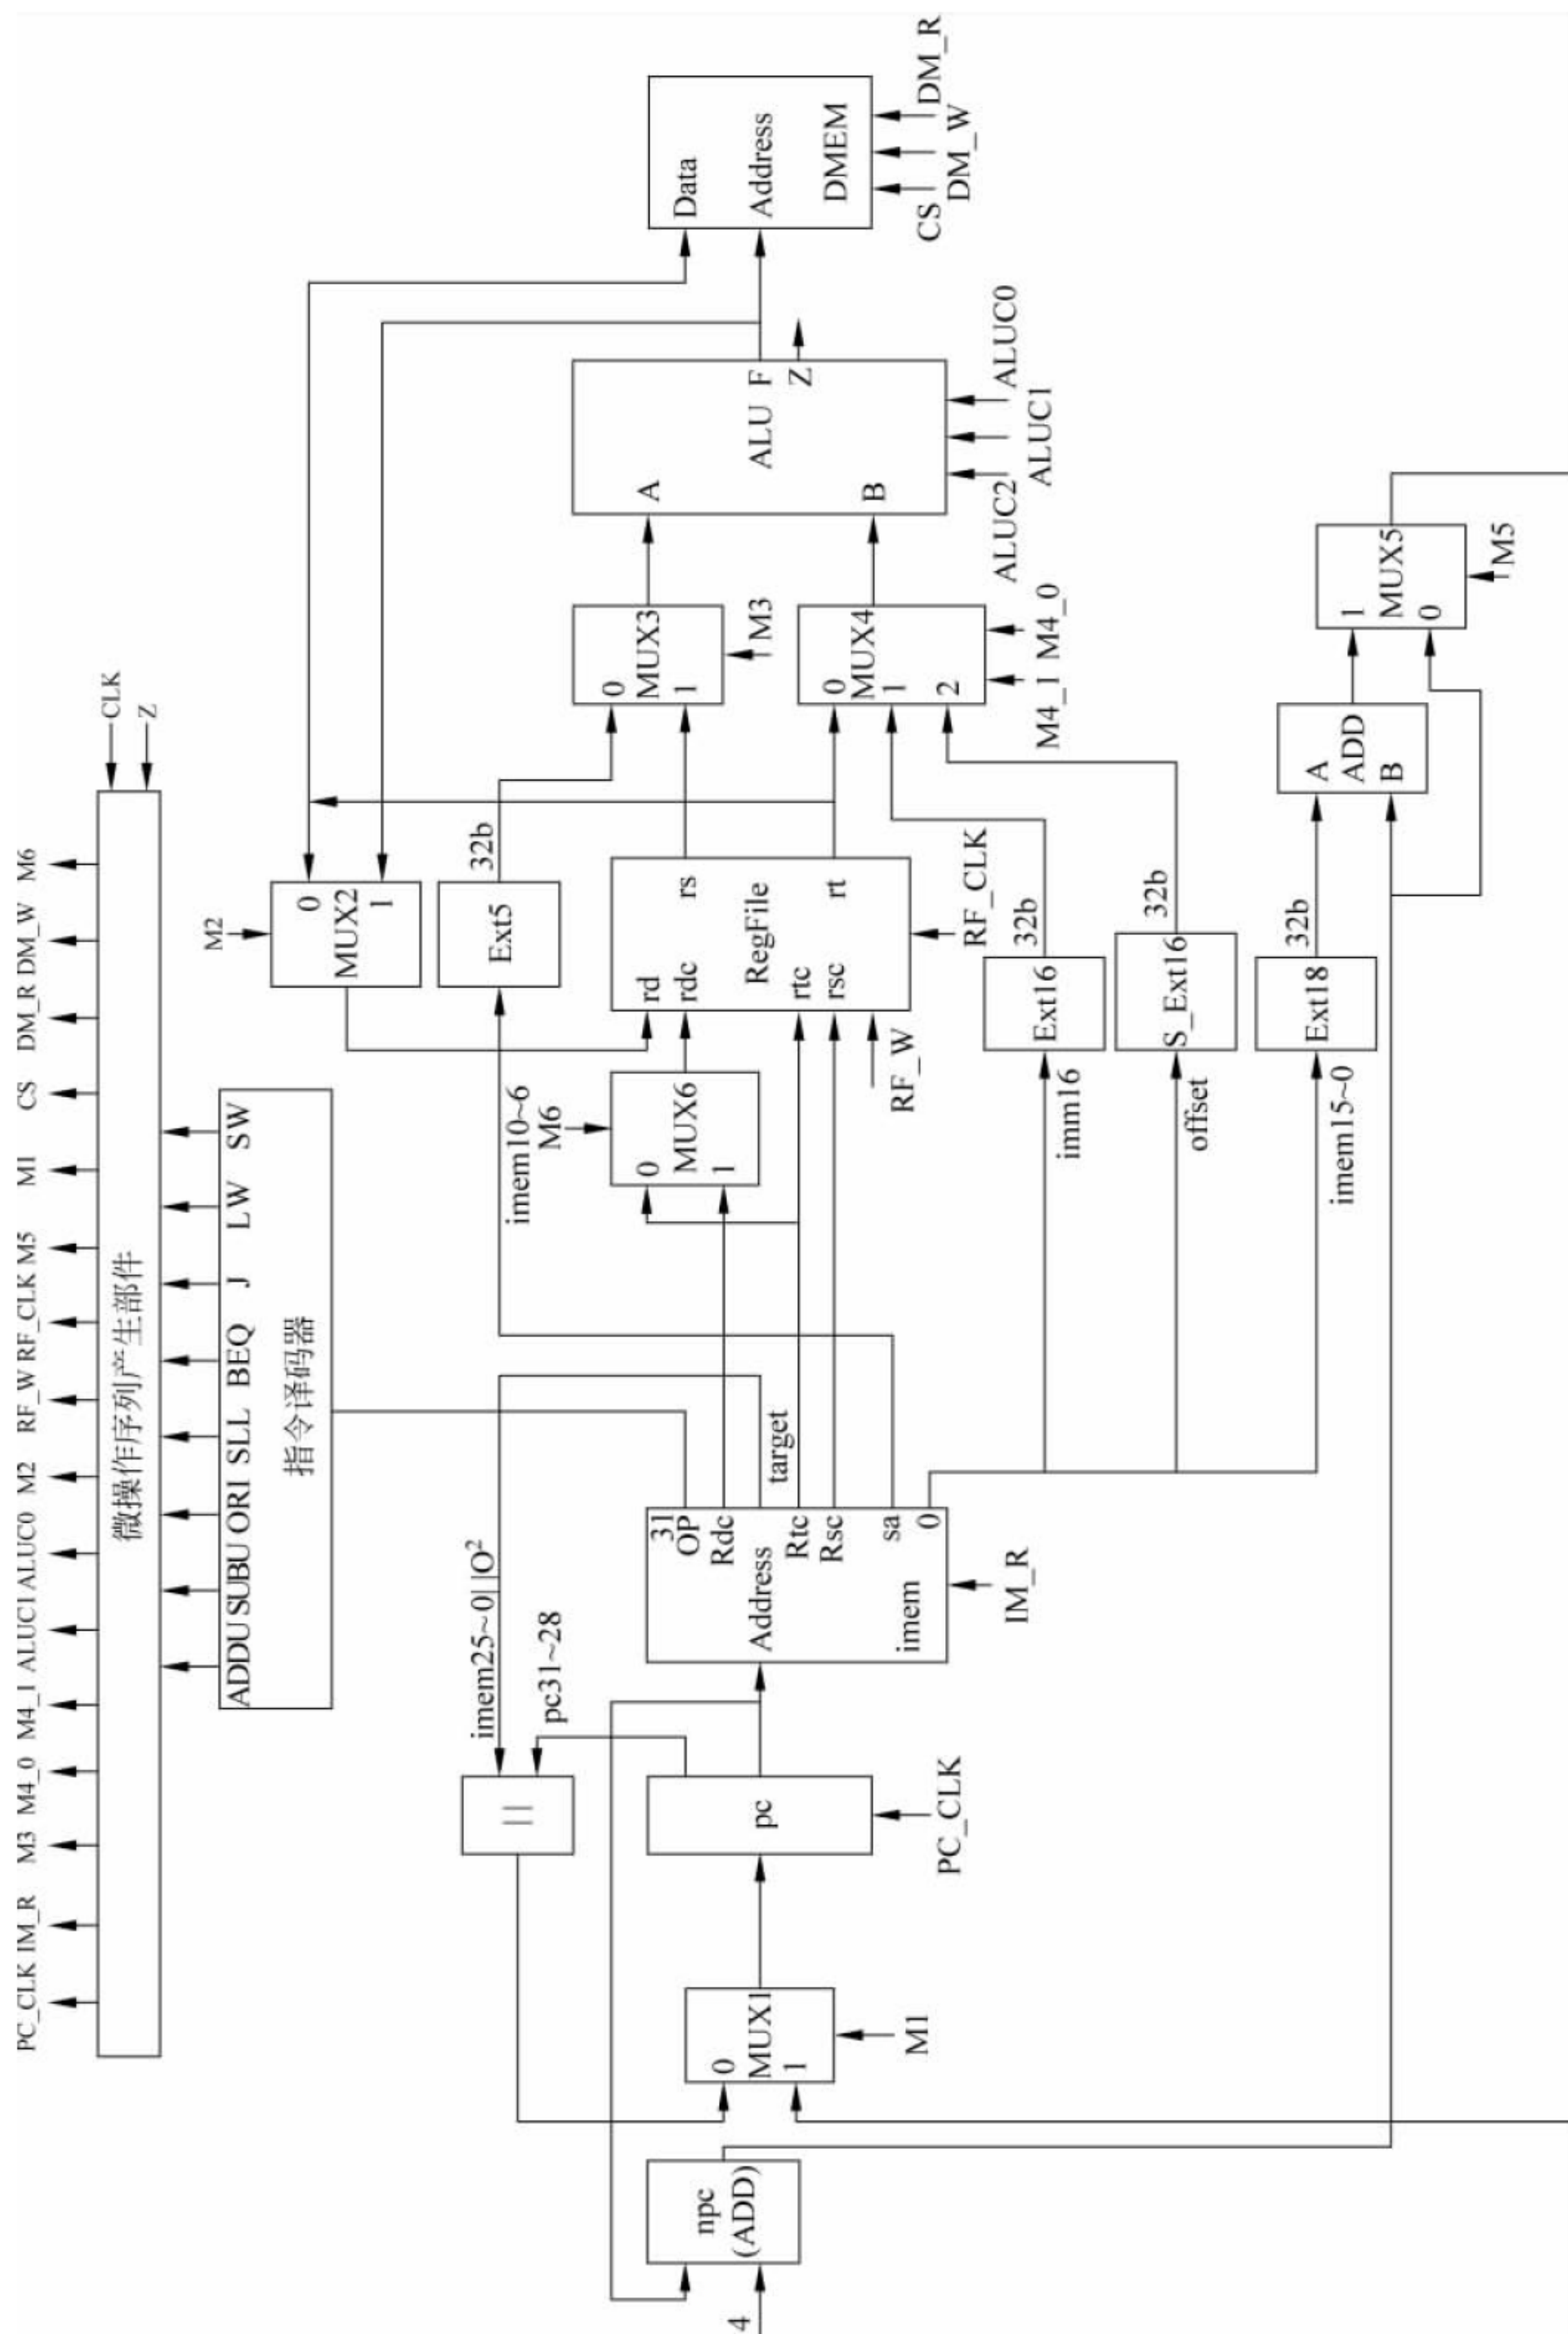 PC_CLK IM_R M3 M4_0 M4_1 ALUC1 ALUC0 M2 RF_W RF_CLK M5 M1 CS DM_R DM_W M6
CLK
Z
微操作序列产生部件
ADDU SUBU ORI SLL BEQ J LW SW
指令译码器
M2
0
MUX2
1
imem25~0||O²
pc31~28
||
imem10~6
Ext5
32b
4
npc
(ADD)
0
MUX1
1
M1
pc
PC_CLK
31
OP
Rdc
Address
target
Rtc
Rsc
sa
imem
0
IM_R
M6
0
MUX6
1
rd
rdc
rs
RegFile
rtc
rsc
rt
RF_W
RF_CLK
0
MUX3
1
M3
0
MUX4
1
2
M4_1 M4_0
A
ALU F
Z
B
ALUC2
ALUC1
ALUC0
Data
Address
DMEM
CS
DM_W
DM_R
imm16
Ext16
32b
offset
S_Ext16
32b
imem15~0
Ext18
32b
A
ADD
B
1
MUX5
0
M5